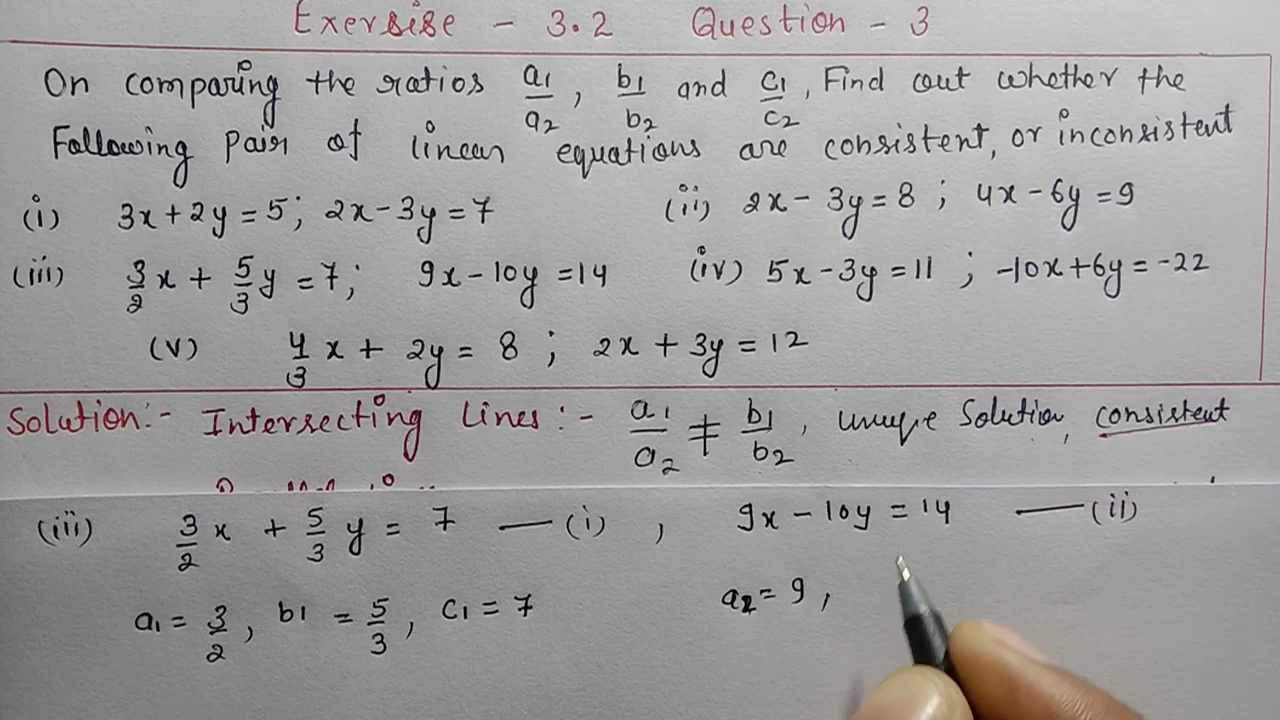 Exersise - 3.2 Question - 3
On comparing the ratios a1/a2, b1/b2 and c1/c2, Find out whether the
Following pair of linear equations are consistent, or inconsistent
(i) 3x + 2y = 5; 2x - 3y = 7 (ii) 2x - 3y = 8 ; 4x - 6y = 9
(iii) 3/2 x + 5/3 y = 7; 9x - 10y = 14 (iv) 5x - 3y = 11 ; -10x + 6y = -22
(v) 4/3 x + 2y = 8 ; 2x + 3y = 12
Solution:- Intersecting Lines :- a1/a2 ≠ b1/b2, unique Solution, consistent
(iii) 3/2 x + 5/3 y = 7 — (i) , 9x - 10y = 14 — (ii)
a1 = 3/2, b1 = 5/3, c1 = 7 a2 = 9,